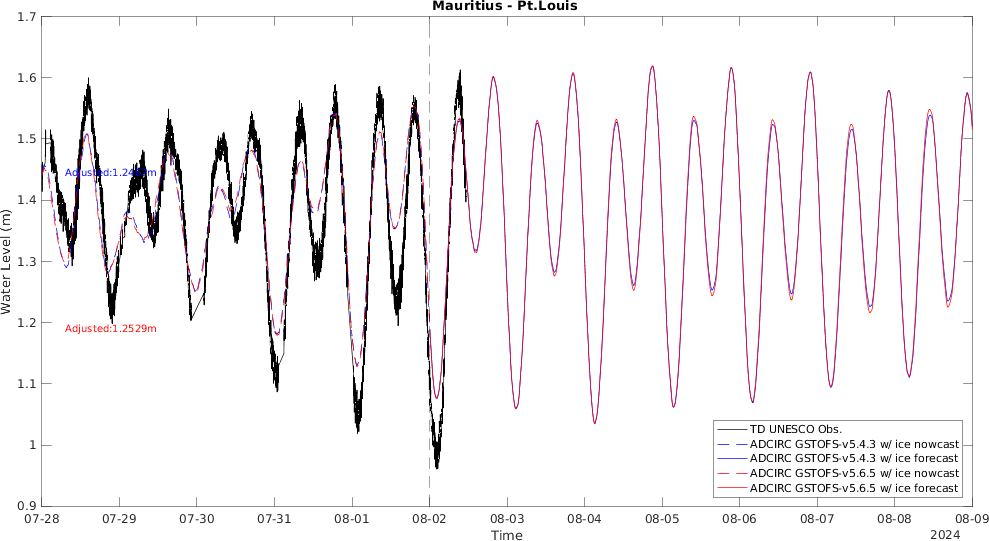 Mauritius - Pt.Louis
1.7
1.6
1.5
1.4
1.3
1.2
1.1
1
0.9
Water Level (m)
Adjusted:1.2529m
TD UNESCO Obs.
ADCIRC GSTOFS-v5.4.3 w/ ice nowcast
ADCIRC GSTOFS-v5.4.3 w/ ice forecast
ADCIRC GSTOFS-v5.6.5 w/ ice nowcast
ADCIRC GSTOFS-v5.6.5 w/ ice forecast
07-28 07-29 07-30 07-31 08-01 08-02 08-03 08-04 08-05 08-06 08-07 08-08 08-09
Time
2024